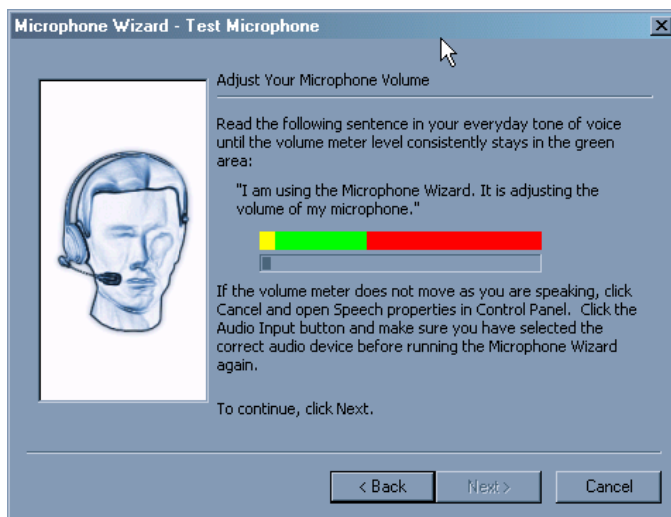 Microphone Wizard - Test Microphone
Adjust Your Microphone Volume
Read the following sentence in your everyday tone of voice
until the volume meter level consistently stays in the green
area:
"I am using the Microphone Wizard. It is adjusting the
volume of my microphone."
If the volume meter does not move as you are speaking, click
Cancel and open Speech properties in Control Panel. Click the
Audio Input button and make sure you have selected the
correct audio device before running the Microphone Wizard
again.
To continue, click Next.
< Back
Next >
Cancel